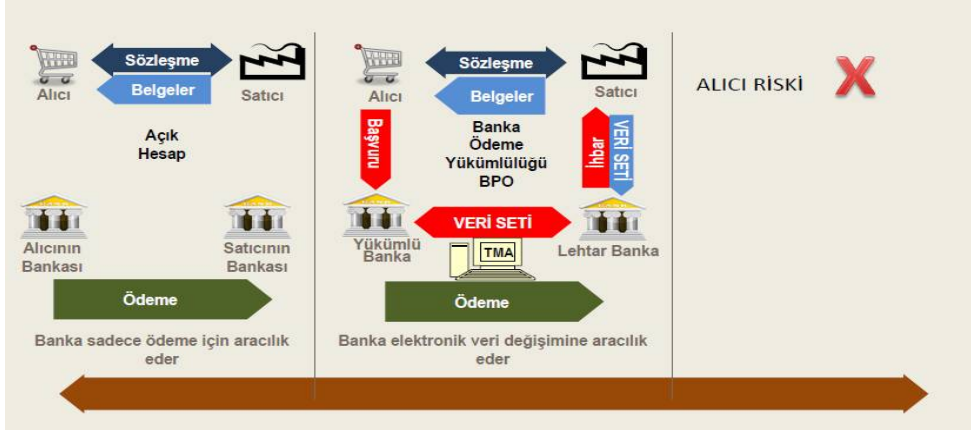 Sözleşme
Alıcı
Belgeler
Satıcı
Açık
Hesap
Alıcının
Bankası
Satıcının
Bankası
Ödeme
Banka sadece ödeme için aracılık
eder
Sözleşme
Alıcı
Belgeler
Satıcı
Başvuru
Banka
Ödeme
Yükümlülüğü
BPO
İhbar
VERİ SETİ
VERİ SETİ
Yükümlü
Banka
TMA
Lehtar Banka
Ödeme
Banka elektronik veri değişimine aracılık
eder
ALICI RİSKİ